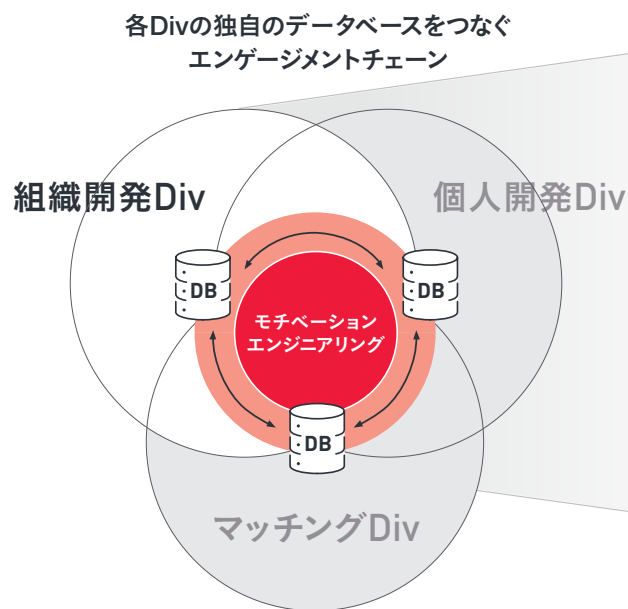 各Divの独自のデータベースをつなぐ
エンゲージメントチェーン
組織開発Div
個人開発Div
DB
DB
モチベーション
エンジニアリング
DB
マッチングDiv